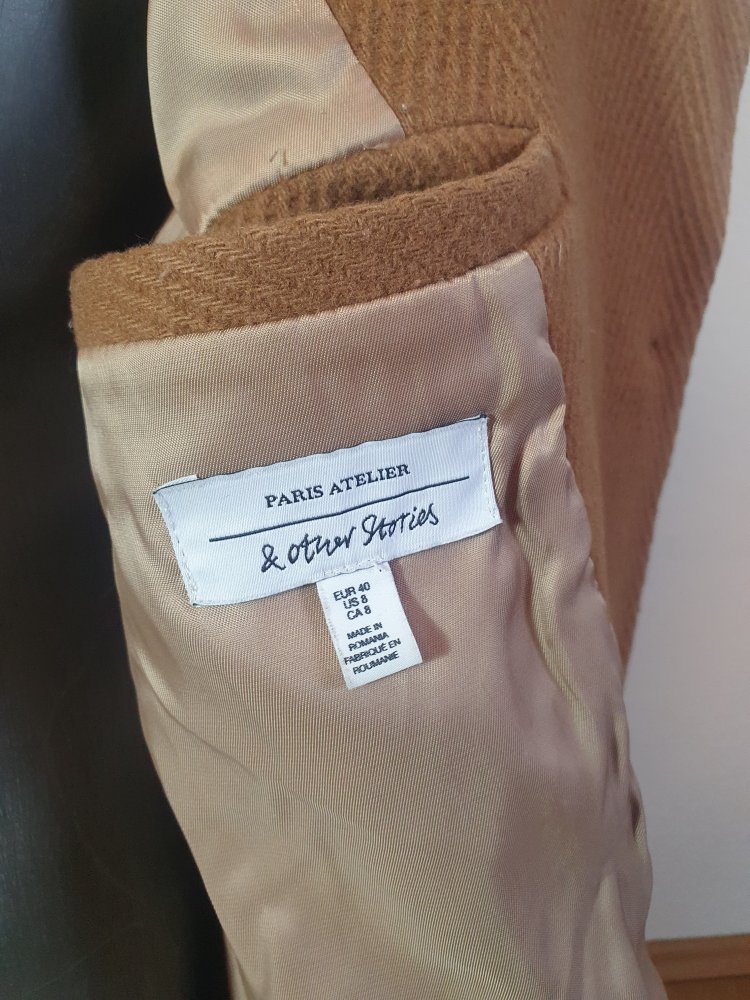 PARIS ATELIER
& other Stories
EUR 40
US 8
CA 8
MADE IN
ROMANIA
FABRIQUÉ EN
ROUMANIE